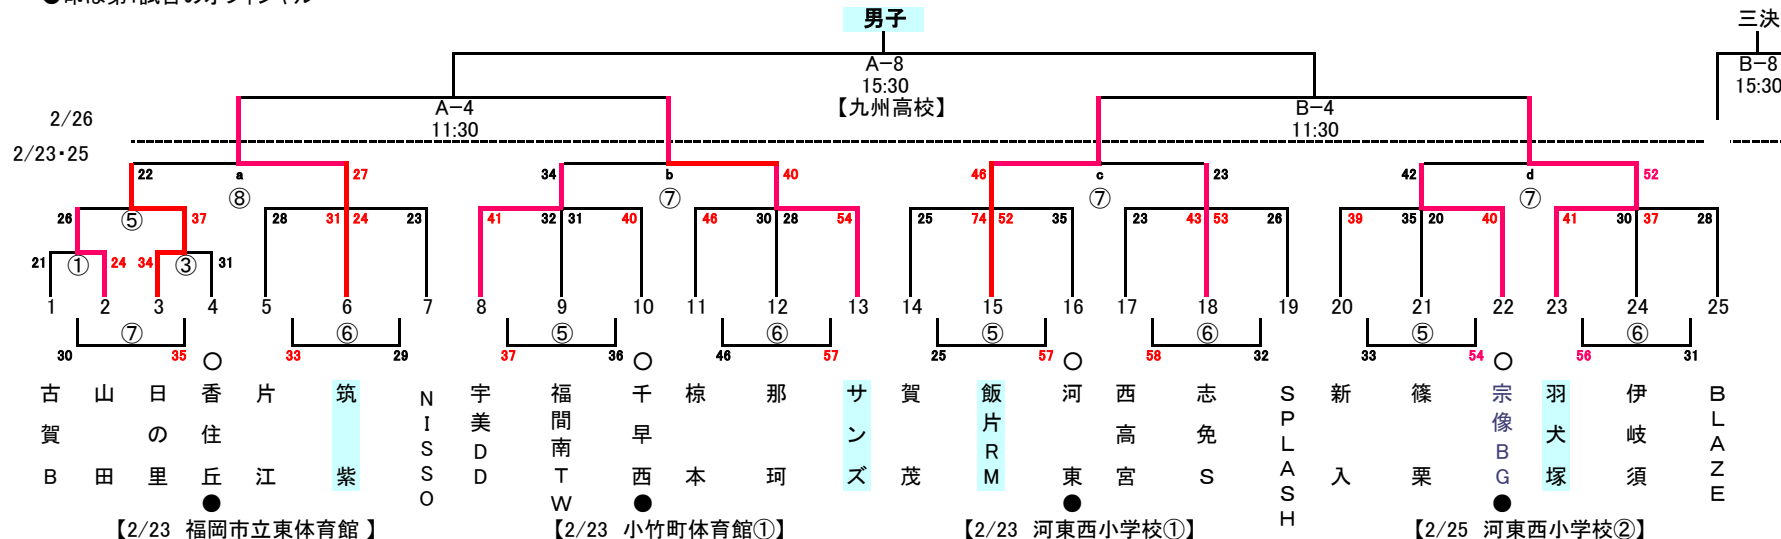 男子
三決
A-8
15:30
【九州高校】
B-8
15:30
A-4
11:30
B-4
11:30
2/26
2/23・25
22 a 27 34 b 40 46 c 23 42 d 52
⑧ ⑦ ⑦ ⑦
26 ⑤ 37 28 31 24 23 41 32 31 40 46 30 28 54 25 74 52 35 23 43 53 26 39 35 20 40 41 30 37 28
21 ① 24 34 ③ 31
1 2 3 4 5 6 7 8 9 10 11 12 13 14 15 16 17 18 19 20 21 22 23 24 25
⑦ ⑥ ⑤ ⑥ ⑤ ⑥ ⑤ ⑥
30 35 ○ 33 29 37 36 ○ 46 57 25 57 ○ 58 32 33 54 ○ 56 31
古賀B
山田
日の里
香住丘●
片江
筑紫
NISSO
宇美DD
福間南TW
千早西●
椋本
那珂
サンズ
賀茂
飯片RM
河東●
西高宮
志免S
SPLASH
新入
篠栗
宗像BG●
羽犬塚
伊岐須
BLAZE
【2/23 福岡市立東体育館 】
【2/23 小竹町体育館①】
【2/23 河東西小学校①】
【2/25 河東西小学校②】